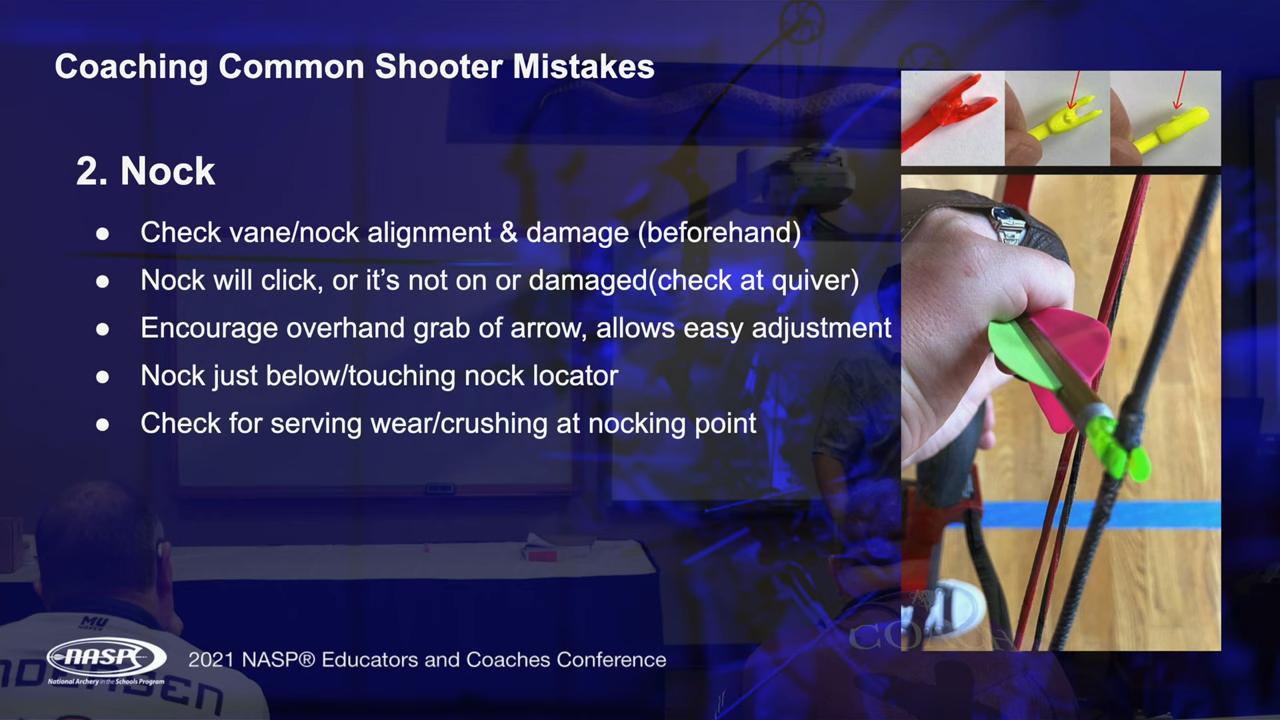 Coaching Common Shooter Mistakes
2. Nock
● Check vane/nock alignment & damage (beforehand)
● Nock will click, or it’s not on or damaged(check at quiver)
● Encourage overhand grab of arrow, allows easy adjustment
● Nock just below/touching nock locator
● Check for serving wear/crushing at nocking point
MU
NASP
National Archery in the Schools Program
2021 NASP® Educators and Coaches Conference